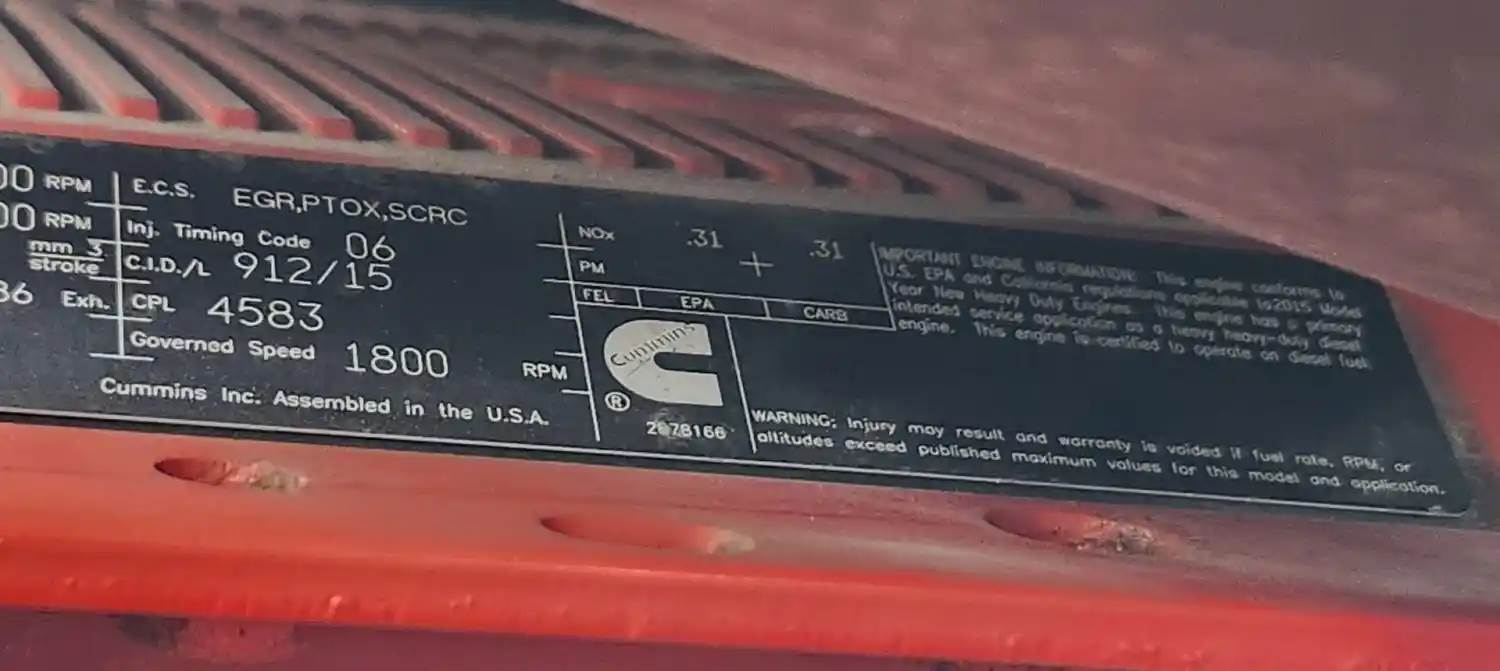 00 RPM
E.C.S. EGR,PTOX,SCRC
00 RPM
Inj. Timing Code 06
mm 3
stroke
C.I.D./L 912/15
86 Exh.
CPL 4583
Governed Speed 1800 RPM
Cummins Inc. Assembled in the U.S.A.
NOx .31 .31
PM
FEL EPA CARB
Cummins
®
2878166
IMPORTANT ENGINE INFORMATION: This engine conforms to
U.S. EPA and California regulations applicable to 2015 Model
Year New Heavy Duty Engines. This engine has a primary
intended service application as a heavy heavy-duty diesel
engine. This engine is certified to operate on diesel fuel.
WARNING: Injury may result and warranty is voided if fuel rate, RPM, or
altitudes exceed published maximum values for this model and application.